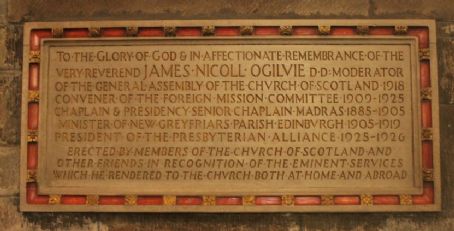 TO·THE·GLORY·OF·GOD·&·IN·AFFECTIONATE·REMEMBRANCE·OF·THE
VERY·REVEREND JAMES·NICOLL·OGILVIE D·D·MODERATOR
OF·THE·GENERAL·ASSEMBLY·OF·THE·CHVRCH·OF·SCOTLAND·1918
CONVENER·OF·THE·FOREIGN·MISSION·COMMITTEE·1909-1925
CHAPLAIN·&·PRESIDENCY·SENIOR·CHAPLAIN·MADRAS·1885-1905
MINISTER·OF·NEW·GREYFRIARS·PARISH·EDINBVRGH·1905-1919
PRESIDENT·OF·THE·PRESBYTERIAN·ALLIANCE·1925-1926
ERECTED·BY·MEMBERS·OF·THE·CHVRCH·OF·SCOTLAND·AND
OTHER·FRIENDS·IN·RECOGNITION·OF·THE·EMINENT·SERVICES
WHICH·HE·RENDERED·TO·THE·CHVRCH·BOTH·AT·HOME·AND·ABROAD